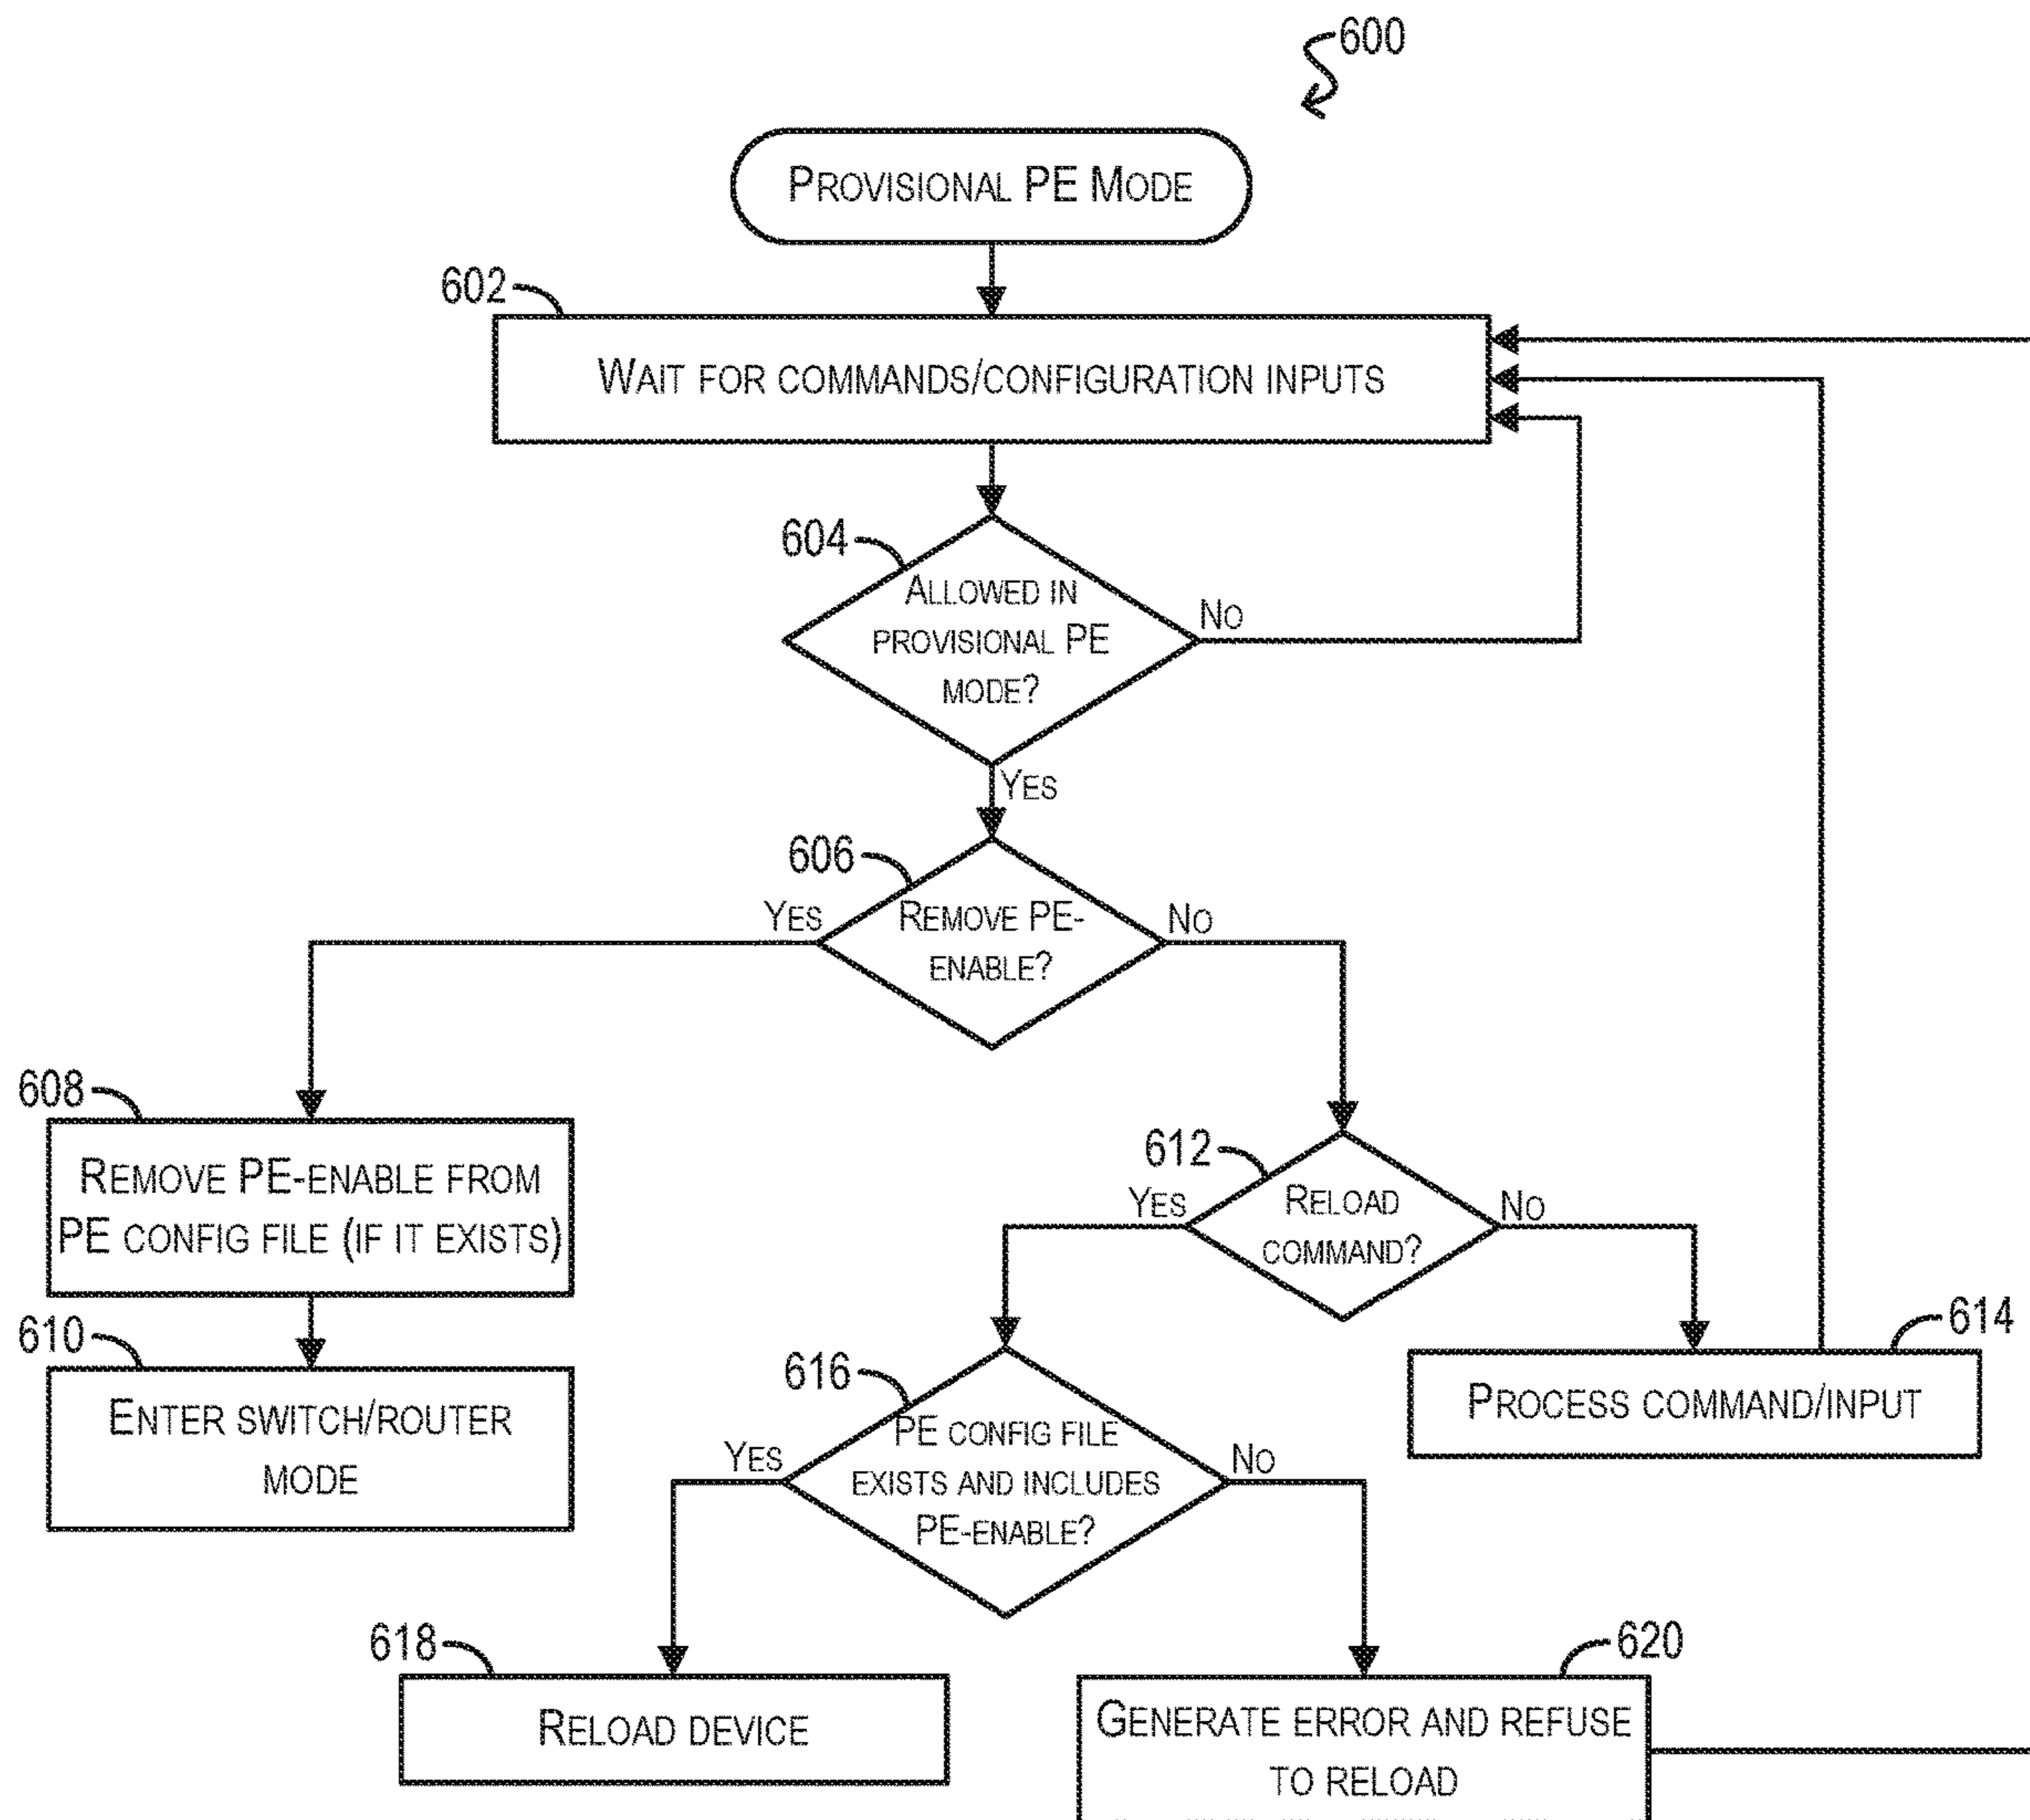 600
PROVISIONAL PE MODE
602
WAIT FOR COMMANDS/CONFIGURATION INPUTS
604
ALLOWED IN
PROVISIONAL PE
MODE?
NO
YES
606
YES
REMOVE PE-
ENABLE?
NO
608
REMOVE PE-ENABLE FROM
PE CONFIG FILE (IF IT EXISTS)
612
YES
RELOAD
COMMAND?
NO
610
ENTER SWITCH/ROUTER
MODE
614
PROCESS COMMAND/INPUT
616
YES
PE CONFIG FILE
EXISTS AND INCLUDES
PE-ENABLE?
NO
618
RELOAD DEVICE
620
GENERATE ERROR AND REFUSE
TO RELOAD